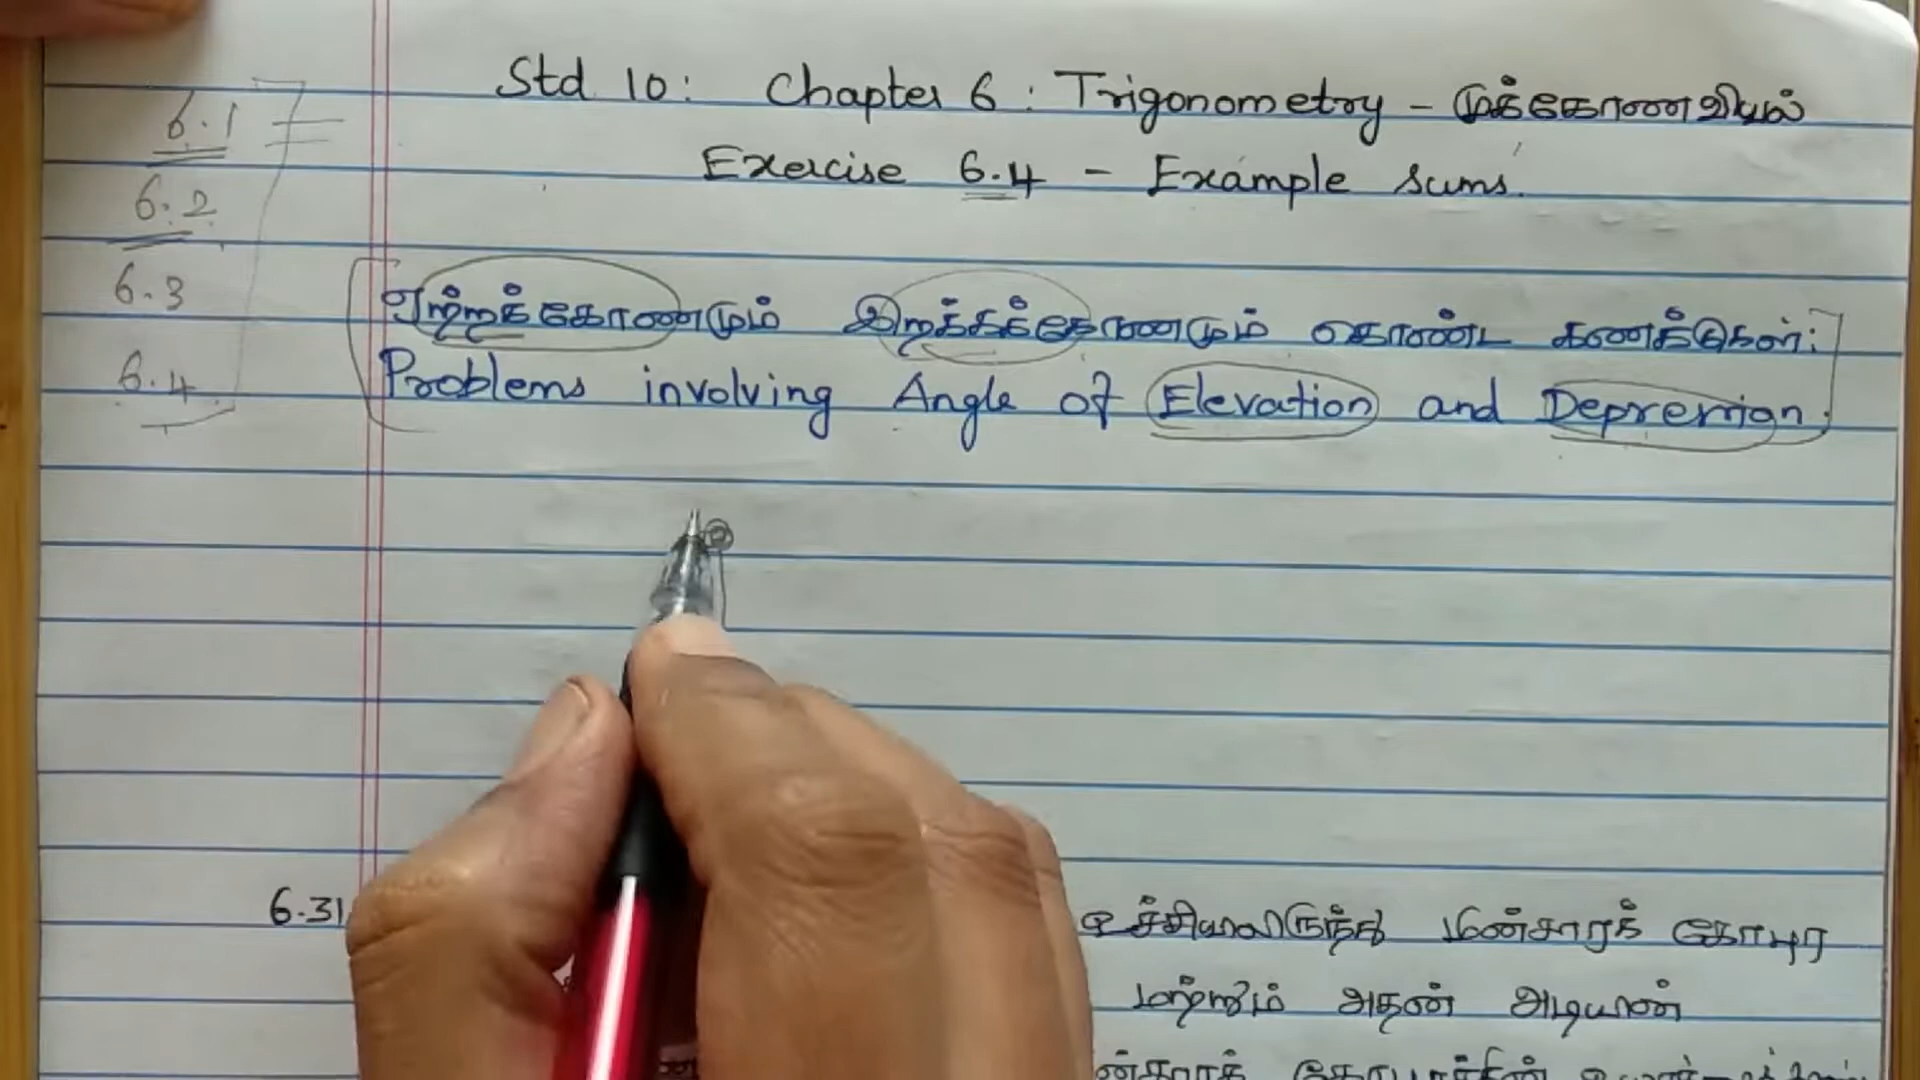 Std 10: Chapter 6 : Trigonometry - முக்கோணவியல்
Exercise 6.4 - Example sums.
6.1
6.2
6.3
6.4
ஏற்றக்கோணமும் இறக்கக்கோணமும் கொண்ட கணக்குகள்:
Problems involving Angle of Elevation and Depression.
6.31 உச்சியிலிருந்து மின்சாரக் கோபுர
மற்றும் அதன் அடியின்